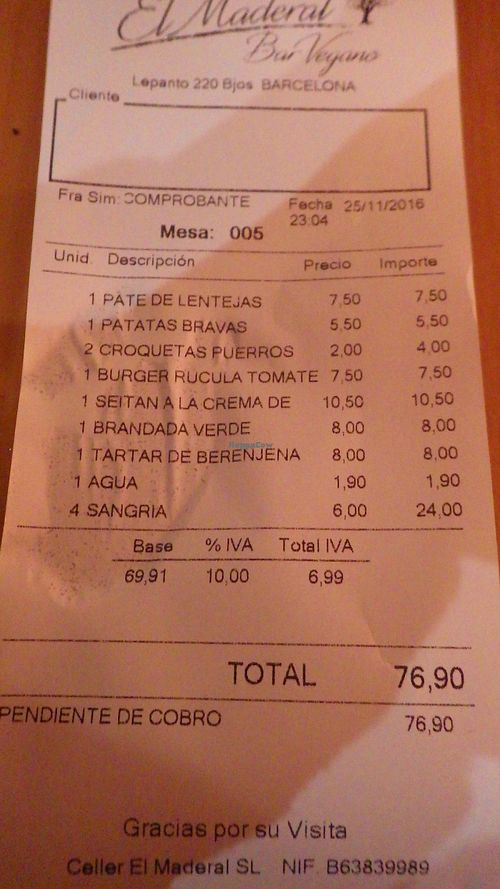 El Maderal
Bar Vegano
Lepanto 220 Bjos BARCELONA
Cliente
Fra Sim: COMPROBANTE Fecha 25/11/2016
23:04
Mesa: 005
Unid Descripción Precio Importe
1 PATE DE LENTEJAS 7,50 7,50
1 PATATAS BRAVAS 5,50 5,50
2 CROQUETAS PUERROS 2,00 4,00
1 BURGER RUCULA TOMATE 7,50 7,50
1 SEITAN A LA CREMA DE 10,50 10,50
1 BRANDADA VERDE 8,00 8,00
1 TARTAR DE BERENJENA 8,00 8,00
1 AGUA 1,90 1,90
4 SANGRIA 6,00 24,00
Base % IVA Total IVA
69,91 10,00 6,99
TOTAL 76,90
PENDIENTE DE COBRO 76,90
Gracias por su Visita
Celler El Maderal SL NIF. B63839989